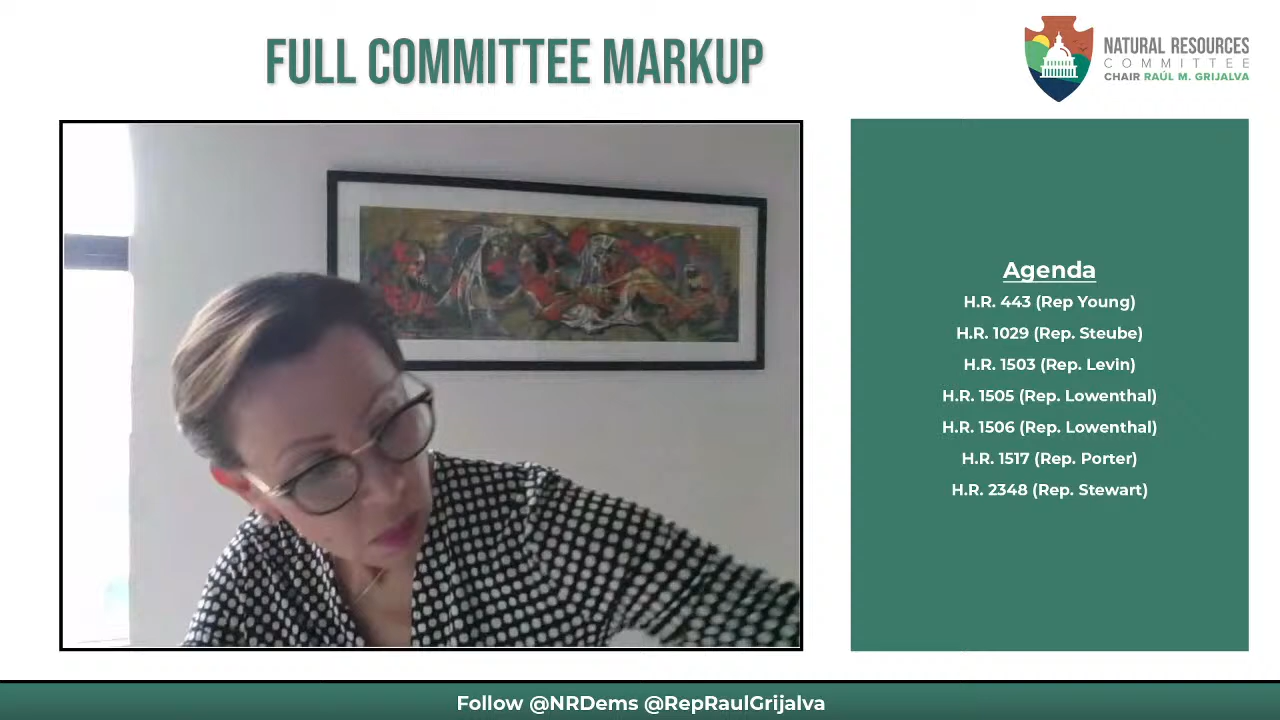 FULL COMMITTEE MARKUP
NATURAL RESOURCES
COMMITTEE
CHAIR RAÚL M. GRIJALVA
Agenda
H.R. 443 (Rep Young)
H.R. 1029 (Rep. Steube)
H.R. 1503 (Rep. Levin)
H.R. 1505 (Rep. Lowenthal)
H.R. 1506 (Rep. Lowenthal)
H.R. 1517 (Rep. Porter)
H.R. 2348 (Rep. Stewart)
Follow @NRDems @RepRaulGrijalva